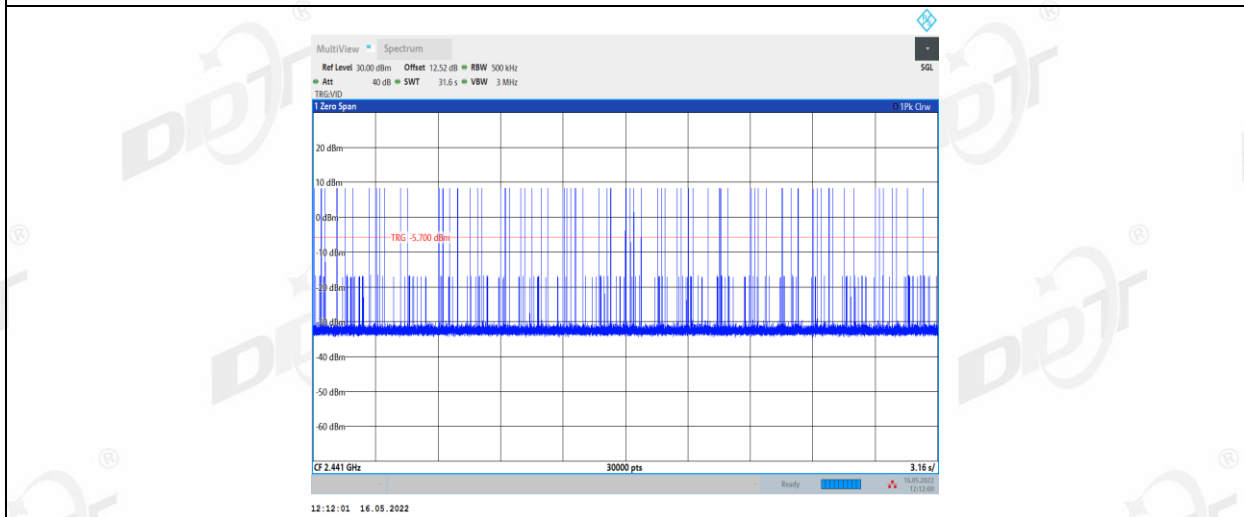 MultiView Spectrum
Ref Level 30.00 dBm Offset 12.52 dB RBW 500 kHz SGL
Att 40 dB SWT 31.6 s VBW 3 MHz
TRG:VID
1 Zero Span 1Pk Clrw
20 dBm
10 dBm
0 dBm
TRG -5.700 dBm
-10 dBm
-20 dBm
-30 dBm
-40 dBm
-50 dBm
-60 dBm
CF 2.441 GHz 30000 pts 3.16 s/
Ready 16.05.2022
12:12:00
12:12:01 16.05.2022
DDT
®